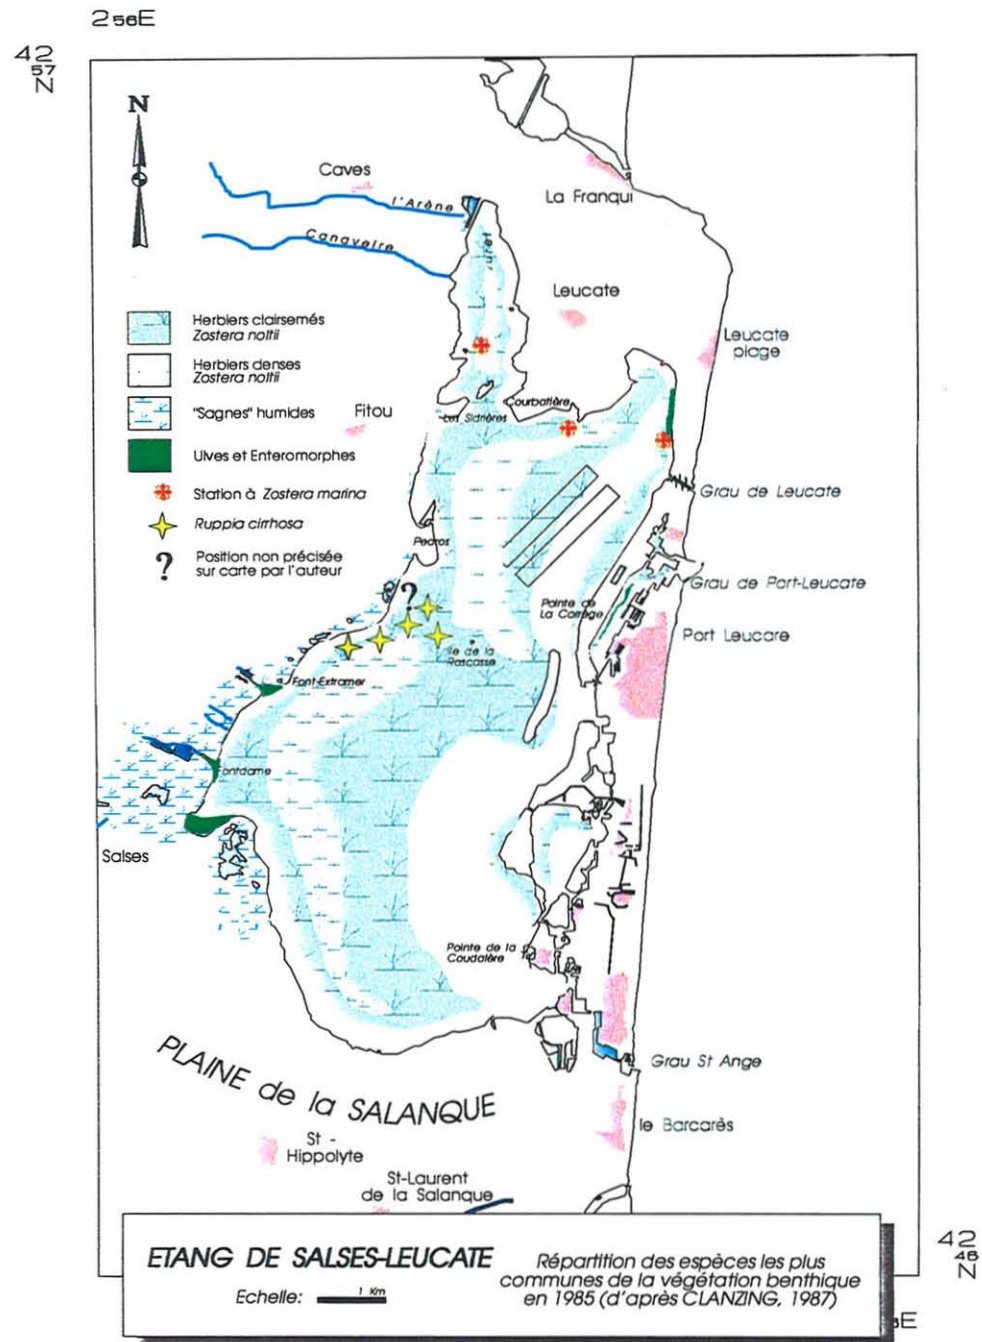 2 56E
42
57
N
N
Caves
l'Arène
La Franqui
Canaveire
Leucate
Leucate
plage
Herbiers clairsemés
Zostera noltii
Herbiers denses
Zostera noltii
"Sagnes" humides
Ulves et Enteromorphes
Station à Zostera marina
Ruppia cirrhosa
?
Position non précisée
sur carte par l'auteur
Fitou
Courbatière
Les Sidrières
Grau de Leucate
Pedros
?
Grau de Port-Leucate
Pointe de
La Corrège
Port Leucare
Ile de la
Rascasse
Font-Extramer
Fontdame
Salses
Pointe de la
Coudalère
PLAINE de la SALANQUE
Grau St Ange
le Barcarès
St -
Hippolyte
St-Laurent
de la Salanque
ETANG DE SALSES-LEUCATE
Echelle:
1 Km
Répartition des espèces les plus
communes de la végétation benthique
en 1985 (d'après CLANZING, 1987)
42
46
N
E